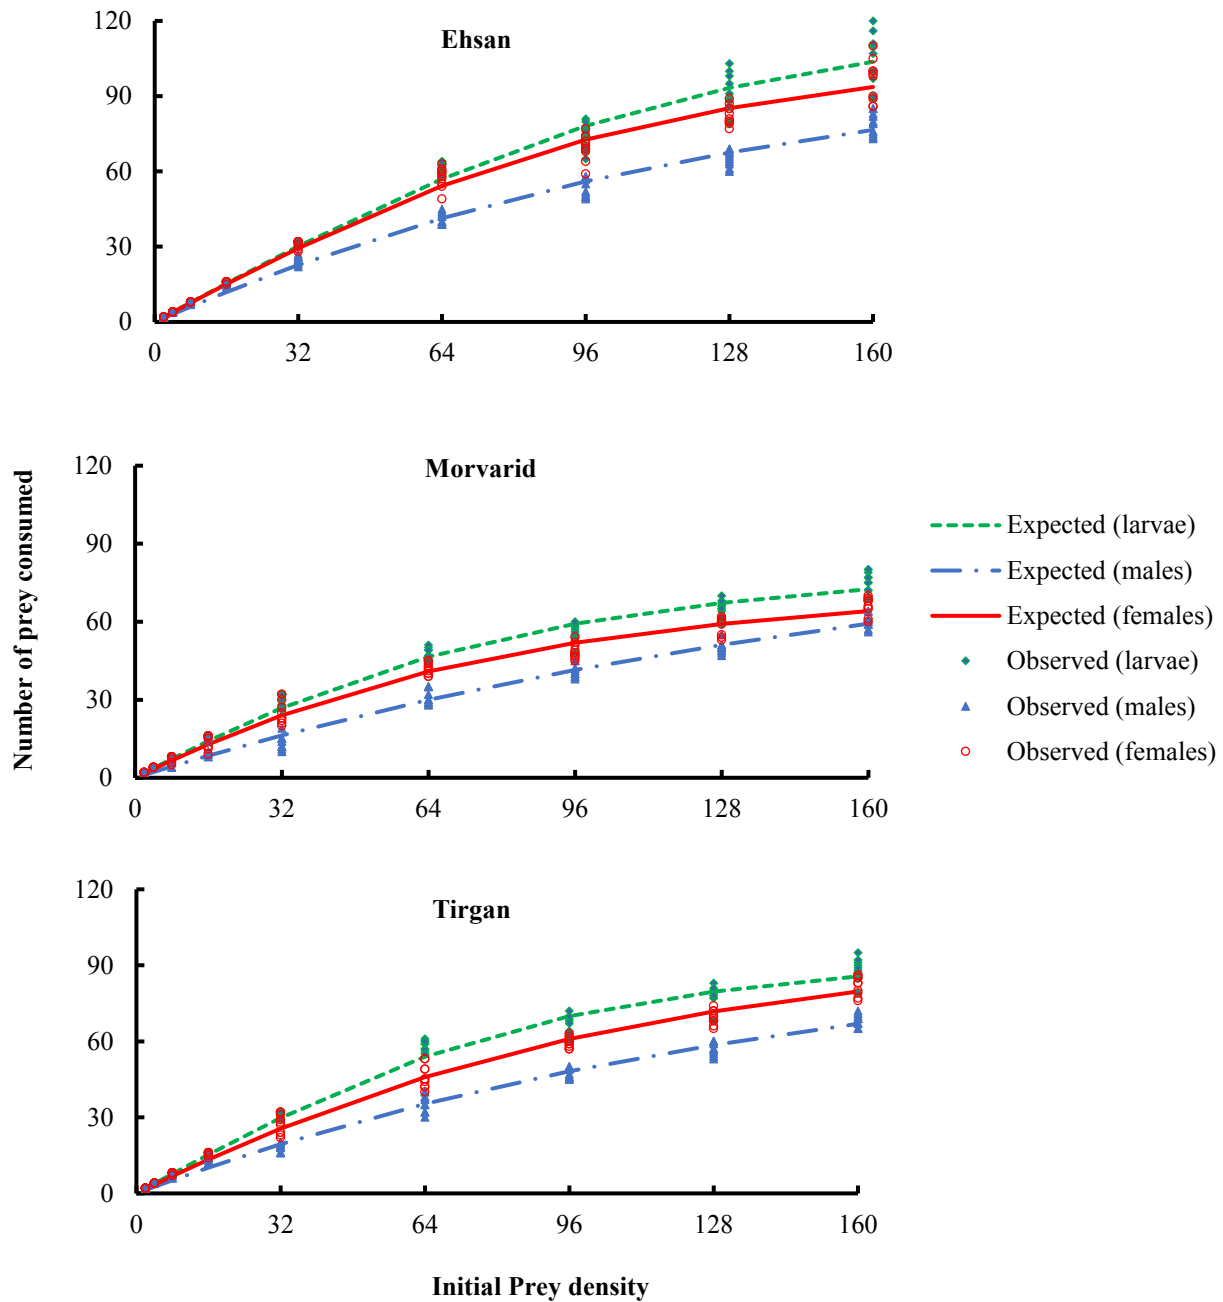 120
Ehsan
90
60
30
0
0 32 64 96 128 160
Number of prey consumed
120
Morvarid
90
60
30
0
0 32 64 96 128 160
Expected (larvae)
Expected (males)
Expected (females)
Observed (larvae)
Observed (males)
Observed (females)
120
Tirgan
90
60
30
0
0 32 64 96 128 160
Initial Prey density